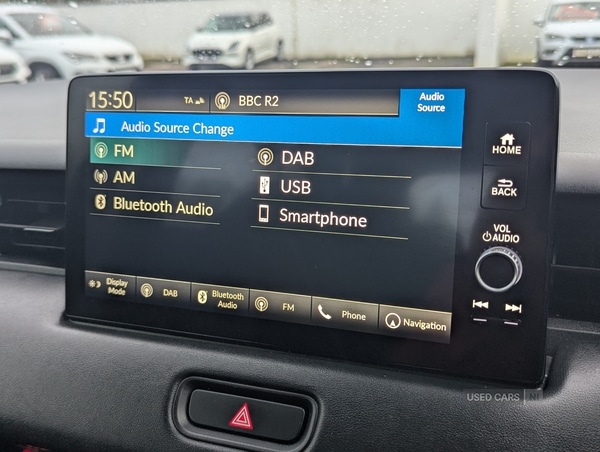 15:50 TA BBC R2 Audio Source
Audio Source Change
FM DAB
AM USB
Bluetooth Audio Smartphone
Display Mode DAB Bluetooth Audio FM Phone Navigation
HOME
BACK
VOL
AUDIO
USED CARS NI